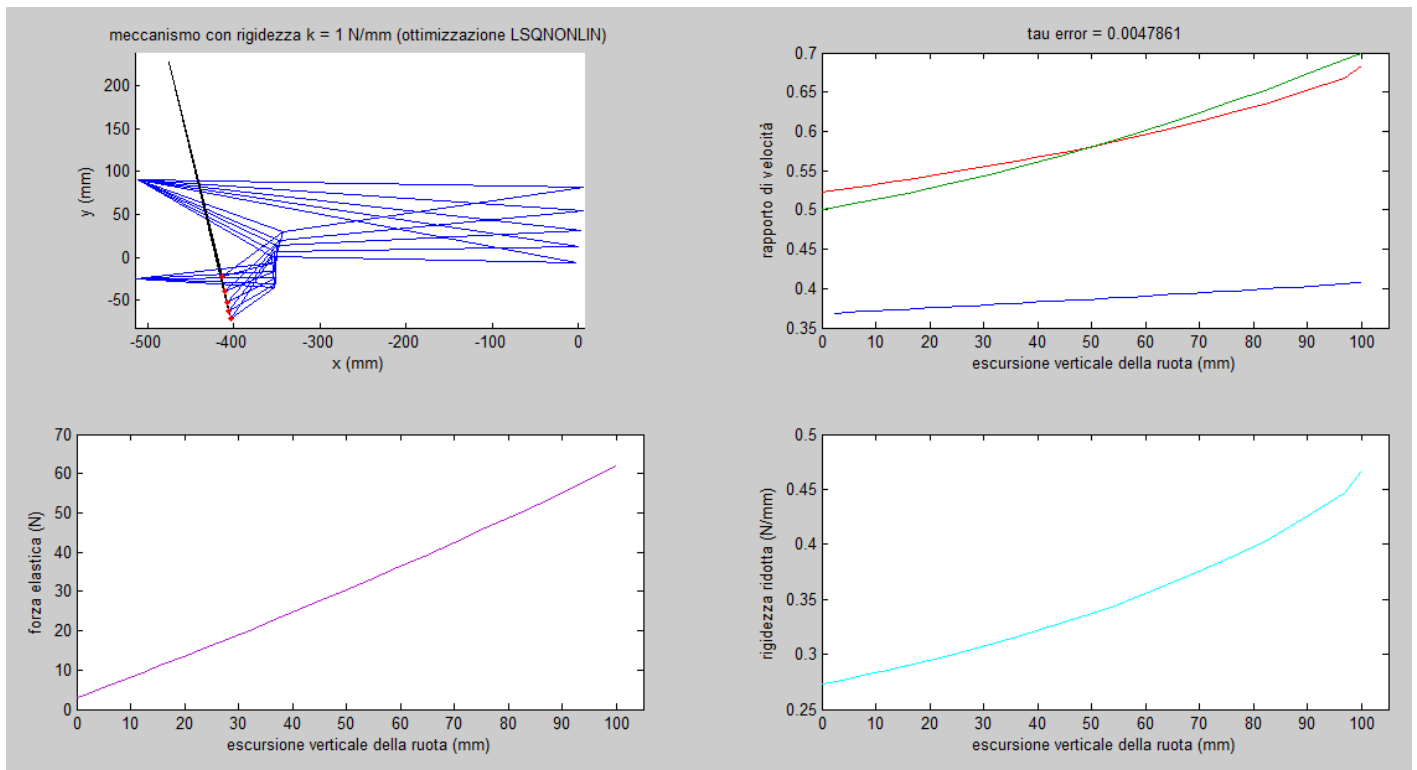 meccanismo con rigidezza k = 1 N/mm (ottimizzazione LSQNONLIN)
200
150
100
50
0
-50
y (mm)
-500 -400 -300 -200 -100 0
x (mm)
tau error = 0.0047861
0.7
0.65
0.6
0.55
0.5
0.45
0.4
0.35
rapporto di velocità
0 10 20 30 40 50 60 70 80 90 100
escursione verticale della ruota (mm)
70
60
50
40
30
20
10
0
forza elastica (N)
0 10 20 30 40 50 60 70 80 90 100
escursione verticale della ruota (mm)
0.5
0.45
0.4
0.35
0.3
0.25
rigidezza ridotta (N/mm)
0 10 20 30 40 50 60 70 80 90 100
escursione verticale della ruota (mm)